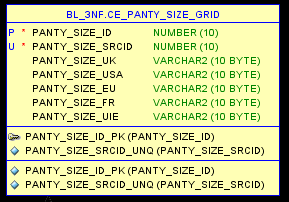 BL_3NF.CE_PANTY_SIZE_GRID
P * PANTY_SIZE_ID NUMBER (10)
U * PANTY_SIZE_SRCID NUMBER (10)
PANTY_SIZE_UK VARCHAR2 (10 BYTE)
PANTY_SIZE_USA VARCHAR2 (10 BYTE)
PANTY_SIZE_EU VARCHAR2 (10 BYTE)
PANTY_SIZE_FR VARCHAR2 (10 BYTE)
PANTY_SIZE_UIE VARCHAR2 (10 BYTE)
PANTY_SIZE_ID_PK (PANTY_SIZE_ID)
PANTY_SIZE_SRCID_UNQ (PANTY_SIZE_SRCID)
PANTY_SIZE_ID_PK (PANTY_SIZE_ID)
PANTY_SIZE_SRCID_UNQ (PANTY_SIZE_SRCID)